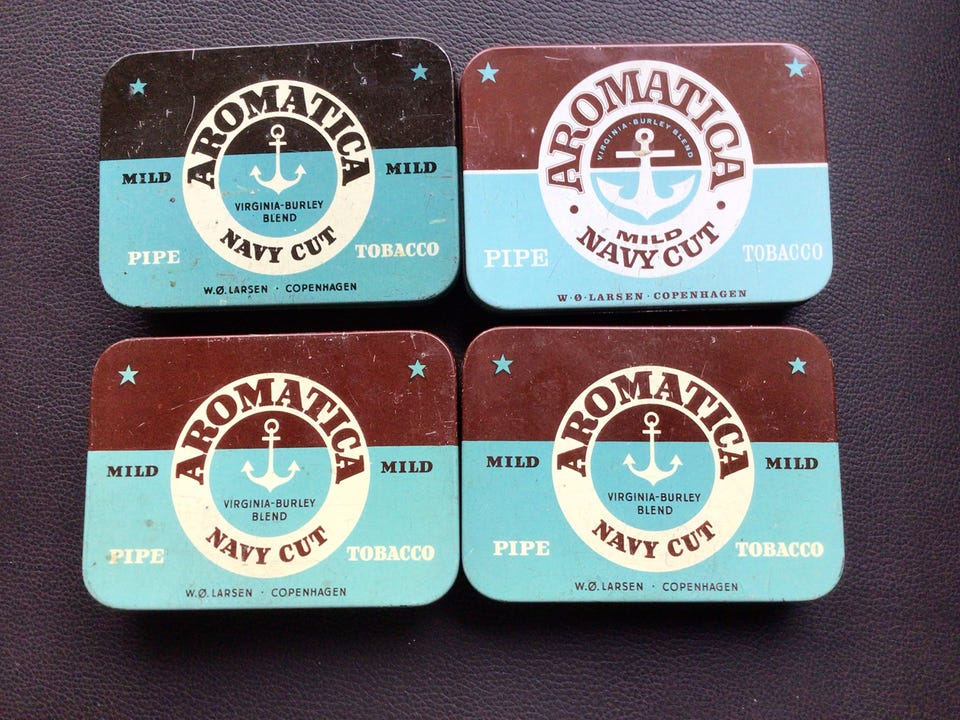 AROMATICA
MILD MILD
VIRGINIA-BURLEY
BLEND
NAVY CUT
PIPE TOBACCO
W.Ø. LARSEN · COPENHAGEN
AROMATICA
VIRGINIA·BURLEY BLEND
MILD
NAVY CUT
PIPE TOBACCO
W·Ø·LARSEN·COPENHAGEN
AROMATICA
MILD MILD
VIRGINIA-BURLEY
BLEND
NAVY CUT
PIPE TOBACCO
W.Ø. LARSEN · COPENHAGEN
AROMATICA
MILD MILD
VIRGINIA-BURLEY
BLEND
NAVY CUT
PIPE TOBACCO
W.Ø. LARSEN · COPENHAGEN